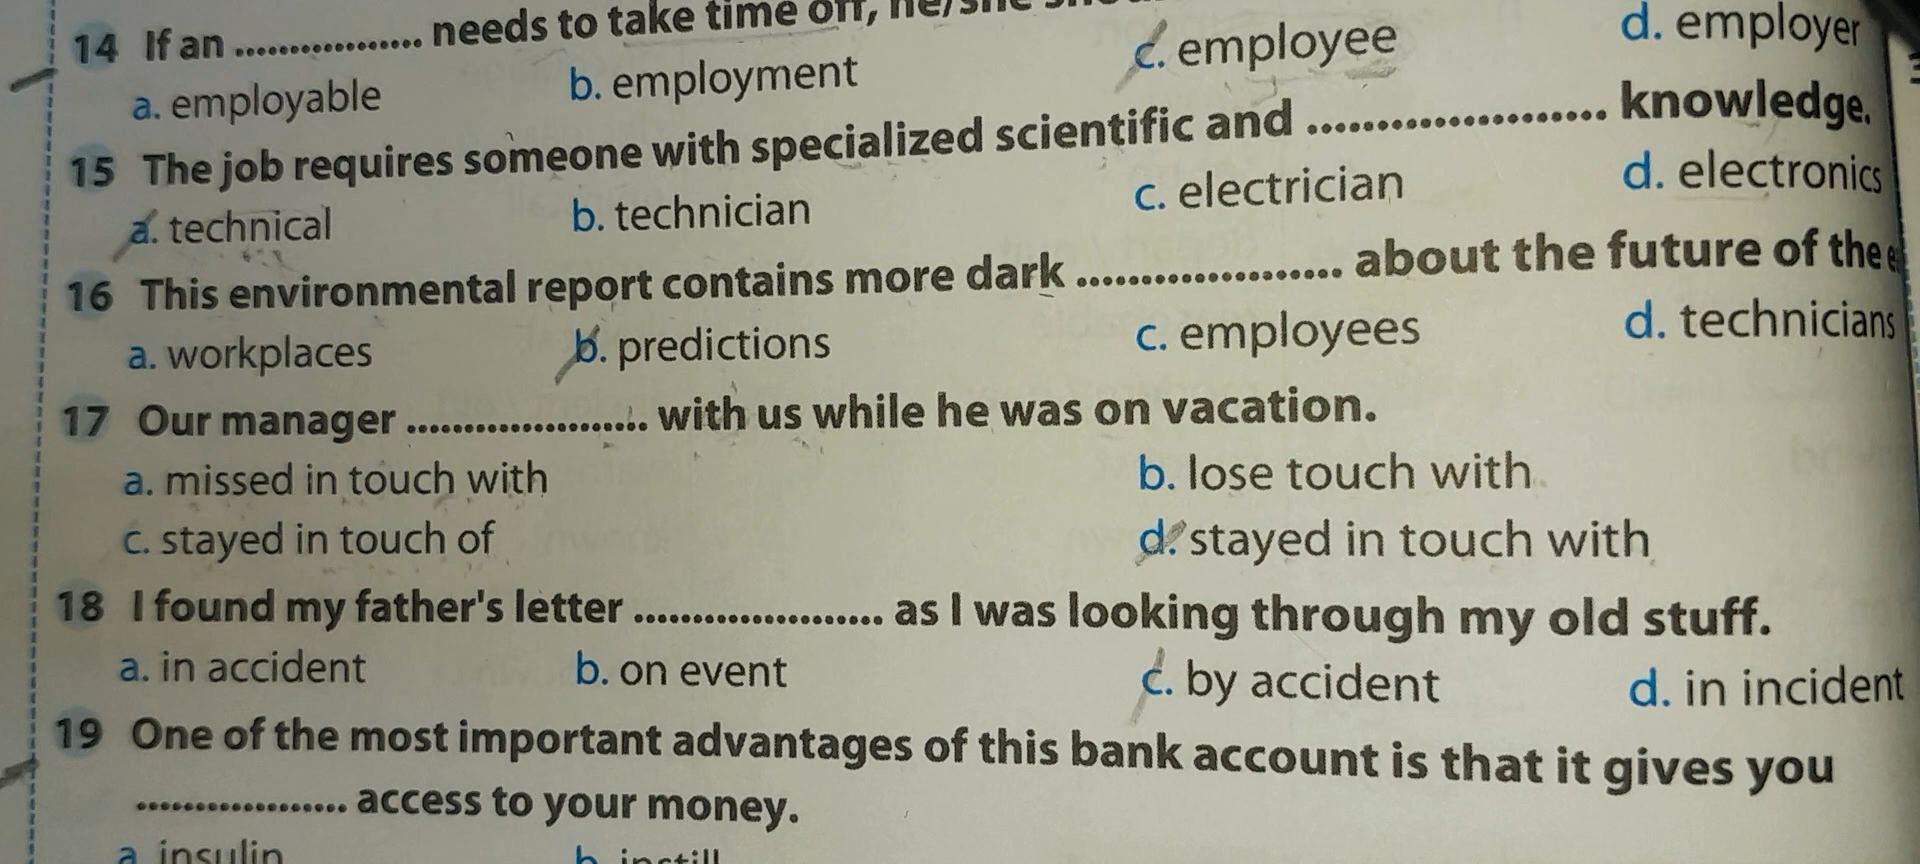 14 If an .................. needs to take time off, he/she
a. employable b. employment c. employee d. employer
15 The job requires someone with specialized scientific and ..................... knowledge.
a. technical b. technician c. electrician d. electronics
16 This environmental report contains more dark .................... about the future of the
a. workplaces b. predictions c. employees d. technicians
17 Our manager ..................... with us while he was on vacation.
a. missed in touch with b. lose touch with
c. stayed in touch of d. stayed in touch with
18 I found my father's letter .................... as I was looking through my old stuff.
a. in accident b. on event c. by accident d. in incident
19 One of the most important advantages of this bank account is that it gives you
.................. access to your money.
a insulin b instill